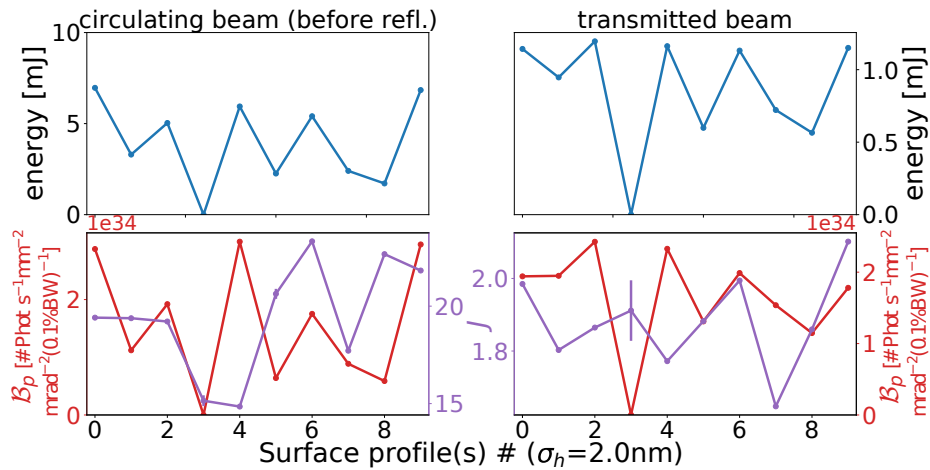 circulating beam (before refl.)
transmitted beam
10
5
0
energy [mJ]
1.0
0.5
0.0
energy [mJ]
1e34
1e34
2
0
ℬp [#Phot s−1mm−2
mrad−2(0.1%BW)−1]
20
15
J
2.0
1.8
2
1
0
ℬp [#Phot s−1mm−2
mrad−2(0.1%BW)−1]
0 2 4 6 8
0 2 4 6 8
Surface profile(s) # (σh=2.0nm)